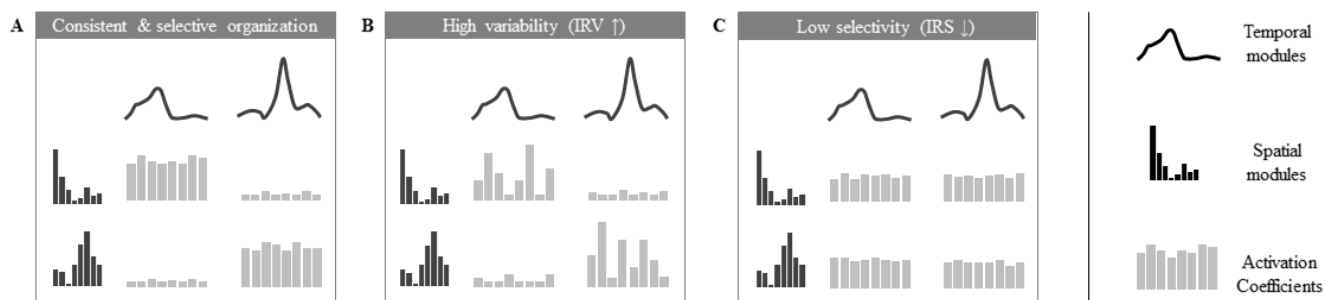 A
Consistent & selective organization
B
High variability (IRV ↑)
C
Low selectivity (IRS ↓)
Temporal
modules
Spatial
modules
Activation
Coefficients